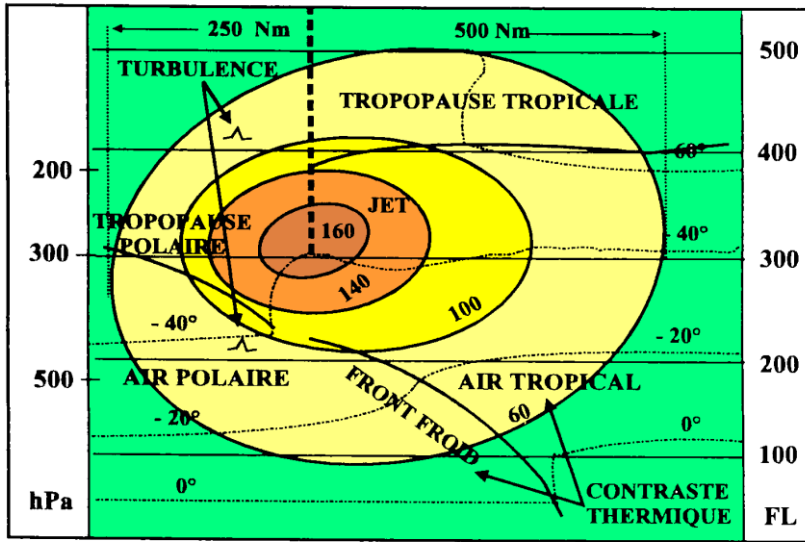 250 Nm
500 Nm
500
TURBULENCE
TROPOPAUSE TROPICALE
- 60°
400
200
JET
TROPOPAUSE
POLAIRE
160
40°
300
300
140
100
- 40°
- 20°
200
500
AIR POLAIRE
FRONT FROID
AIR TROPICAL
60
- 20°
0°
100
0°
hPa
CONTRASTE
THERMIQUE
FL